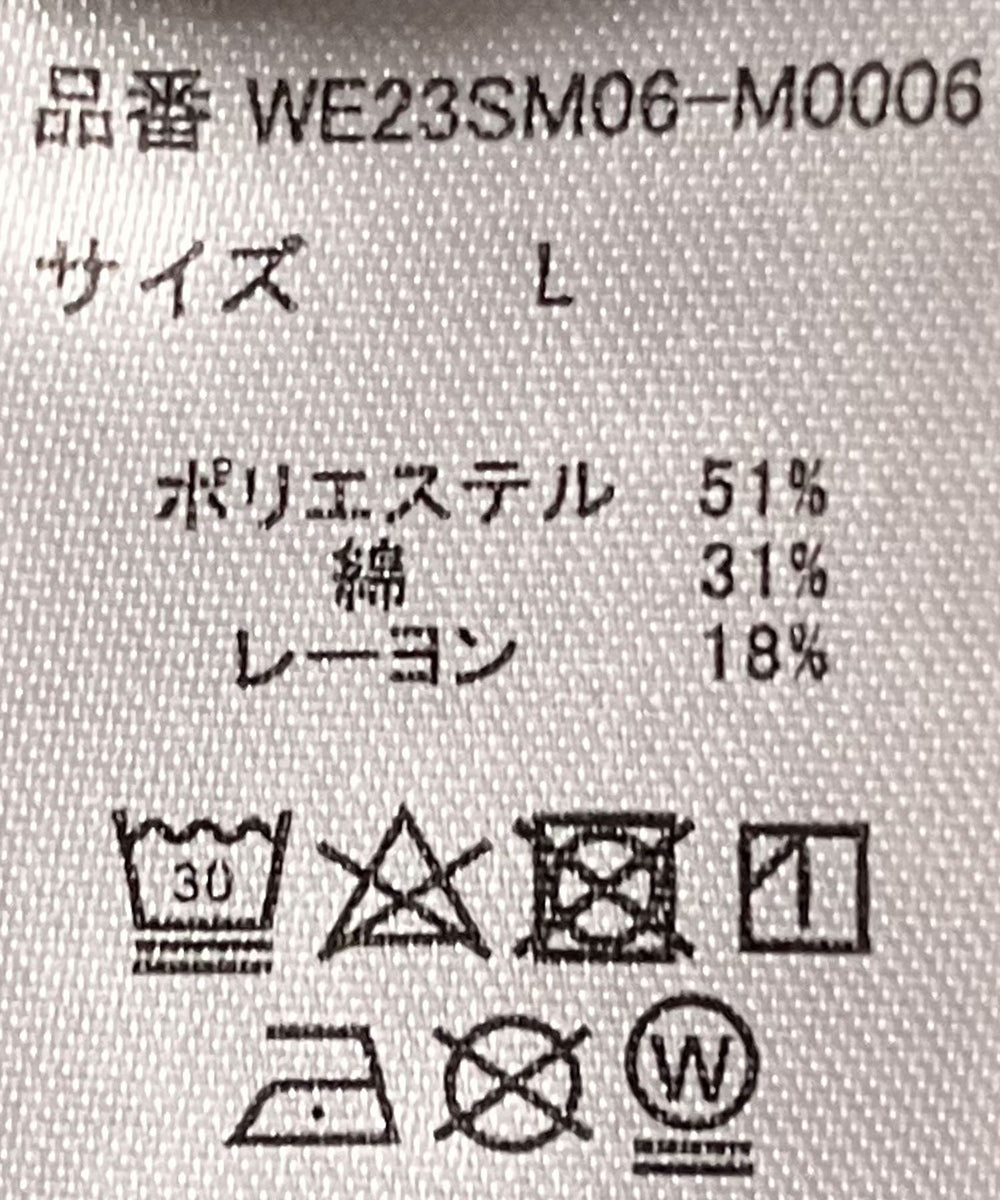 品番 WE23SM06-M0006
サイズ L
ポリエステル 51%
綿 31%
レーヨン 18%
30
W